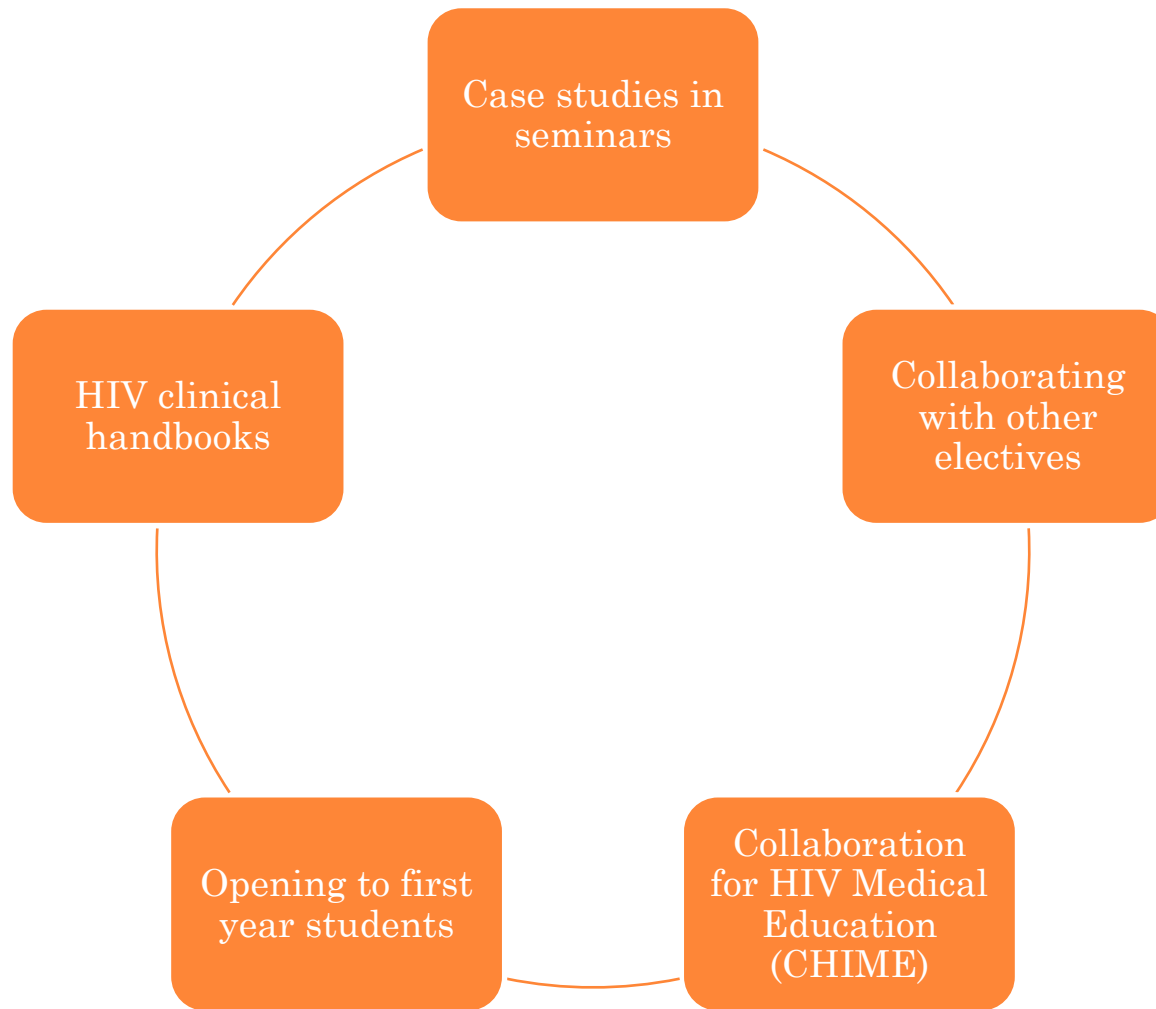 Case studies in
seminars
Collaborating
with other
electives
Collaboration
for HIV Medical
Education
(CHIME)
Opening to first
year students
HIV clinical
handbooks